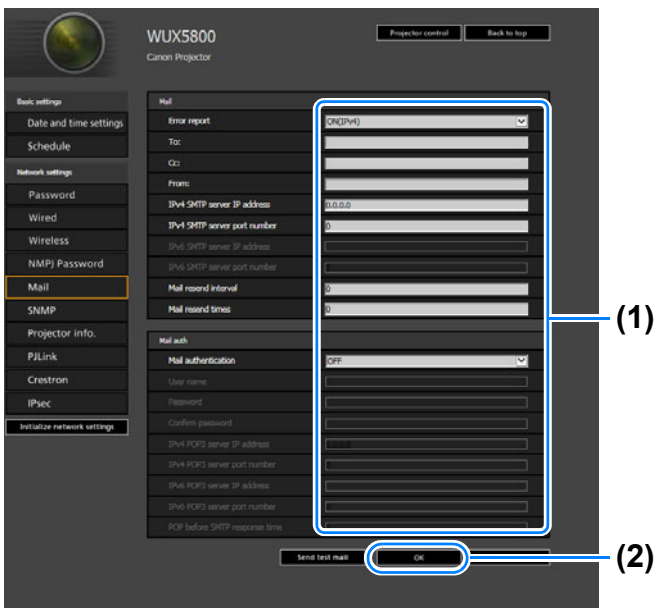 WUX5800
Canon Projector
Projector control
Back to top
Basic settings
Date and time settings
Schedule
Network settings
Password
Wired
Wireless
NMPJ Password
Mail
SNMP
Projector info.
PJLink
Crestron
IPsec
Initialize network settings
Mail
Error report ON(IPv4)
To:
Cc:
From:
IPv4 SMTP server IP address 0.0.0.0
IPv4 SMTP server port number 0
IPv6 SMTP server IP address
IPv6 SMTP server port number
Mail resend interval 0
Mail resend times 0
(1)
Mail auth
Mail authentication OFF
User name
Password
Confirm password
IPv4 POP3 server IP address 0.0.0.0
IPv4 POP3 server port number
IPv6 POP3 server IP address
IPv6 POP3 server port number
POP before SMTP response time
Send test mail
OK
(2)